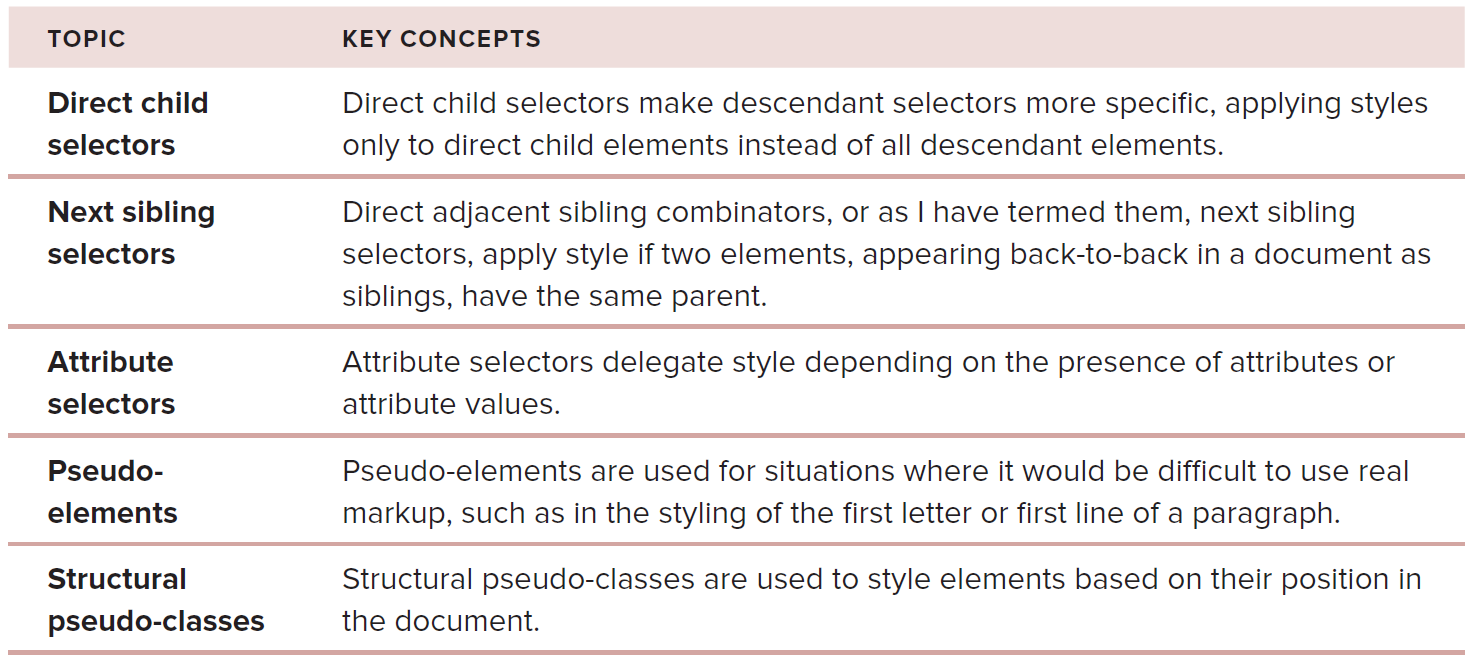 TOPIC KEY CONCEPTS
Direct child selectors
Direct child selectors make descendant selectors more specific, applying styles
only to direct child elements instead of all descendant elements.
Next sibling selectors
Direct adjacent sibling combinators, or as I have termed them, next sibling
selectors, apply style if two elements, appearing back-to-back in a document as
siblings, have the same parent.
Attribute selectors
Attribute selectors delegate style depending on the presence of attributes or
attribute values.
Pseudo-
elements
Pseudo-elements are used for situations where it would be difficult to use real
markup, such as in the styling of the first letter or first line of a paragraph.
Structural
pseudo-classes
Structural pseudo-classes are used to style elements based on their position in
the document.